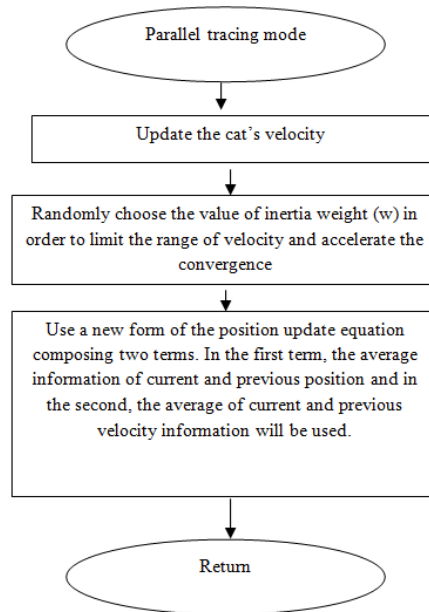 Parallel tracing mode
Update the cat's velocity
Randomly choose the value of inertia weight (w) in
order to limit the range of velocity and accelerate the
convergence
Use a new form of the position update equation
composing two terms. In the first term, the average
information of current and previous position and in
the second, the average of current and previous
velocity information will be used.
Return